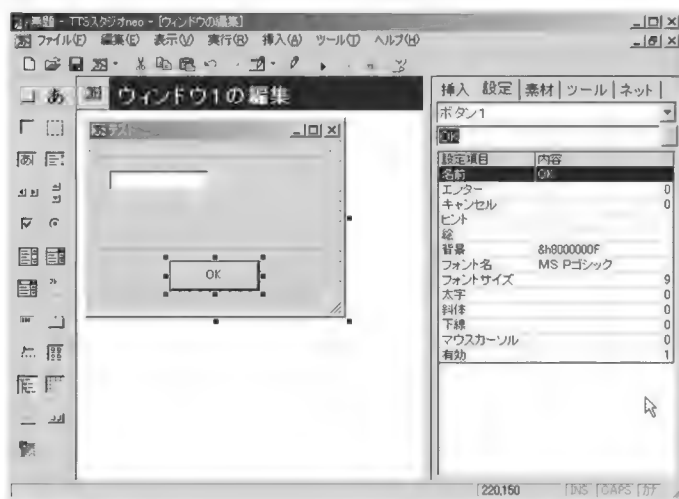 無題 - TTSスタジオneo - [ウィンドウの編集]
ファイル(F) 編集(E) 表示(V) 実行(R) 挿入(A) ツール(T) ヘルプ(H)
あ ウィンドウ1の編集
テスト
OK
挿入 設定 素材 ツール ネット
ボタン1
OK
設定項目 内容
名前 OK
エンター 0
キャンセル 0
ヒント
絵
背景 &h8000000F
フォント名 MS Pゴシック
フォントサイズ 9
太字 0
斜体 0
下線 0
マウスカーソル 0
有効 1
220,150 INS CAPS カナ